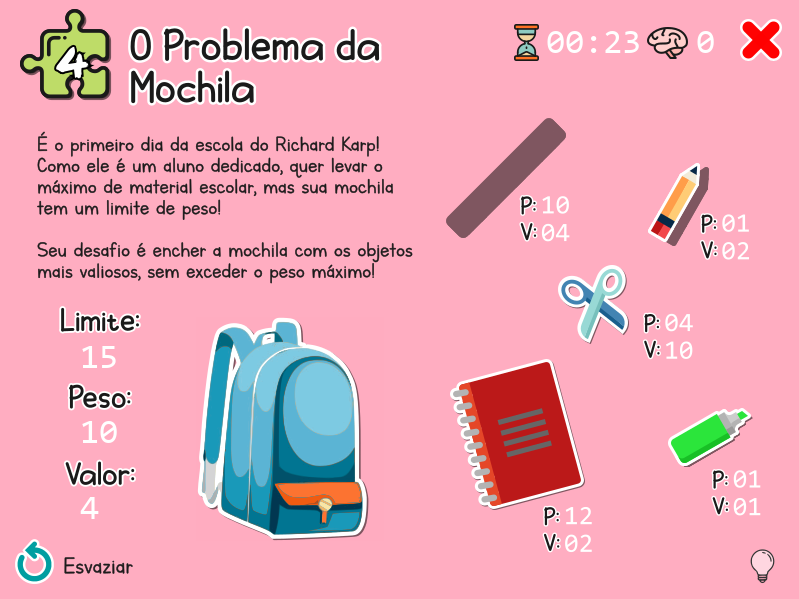 4
O Problema da
Mochila
00:23
0
É o primeiro dia da escola do Richard Karp!
Como ele é um aluno dedicado, quer levar o
máximo de material escolar, mas sua mochila
tem um limite de peso!
Seu desafio é encher a mochila com os objetos
mais valiosos, sem exceder o peso máximo!
Limite:
15
Peso:
10
Valor:
4
Esvaziar
P: 10
V: 04
P: 01
V: 02
P: 04
V: 10
P: 12
V: 02
P: 01
V: 01